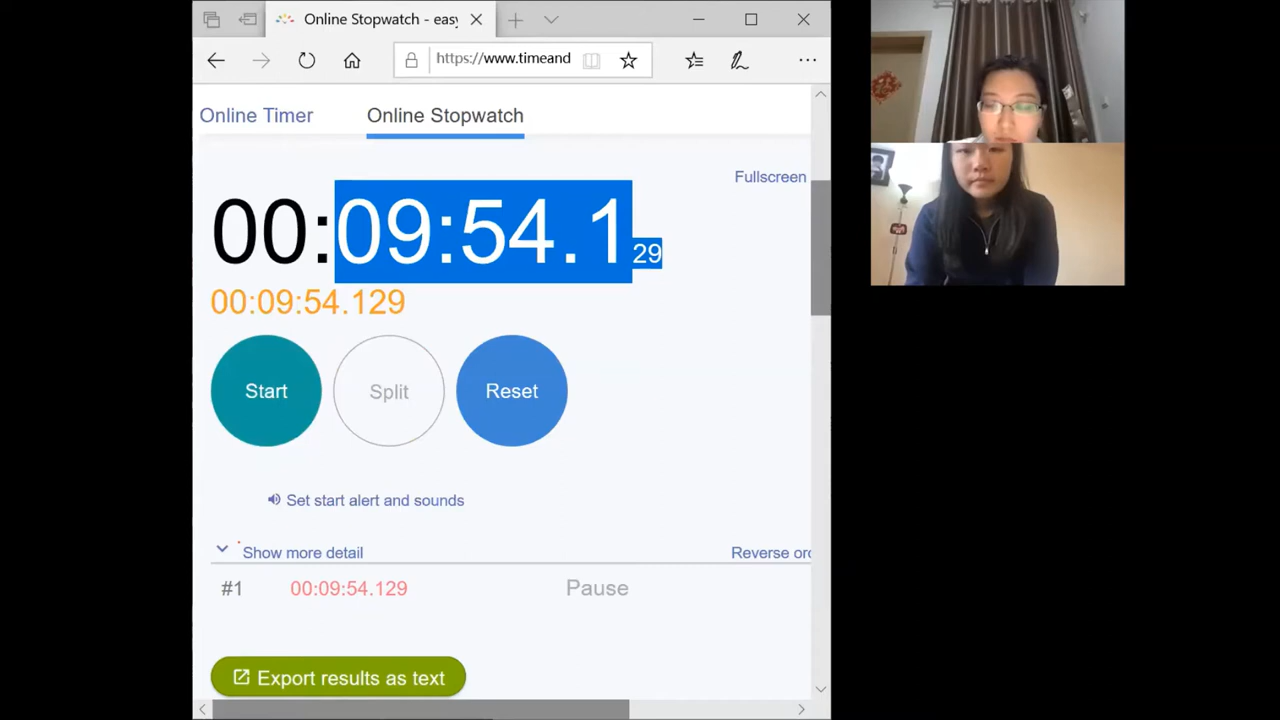 Online Stopwatch - easy
https://www.timeand
Online Timer
Online Stopwatch
Fullscreen
00:09:54.129
00:09:54.129
Start
Split
Reset
Set start alert and sounds
Show more detail
Reverse ord
#1 00:09:54.129 Pause
Export results as text